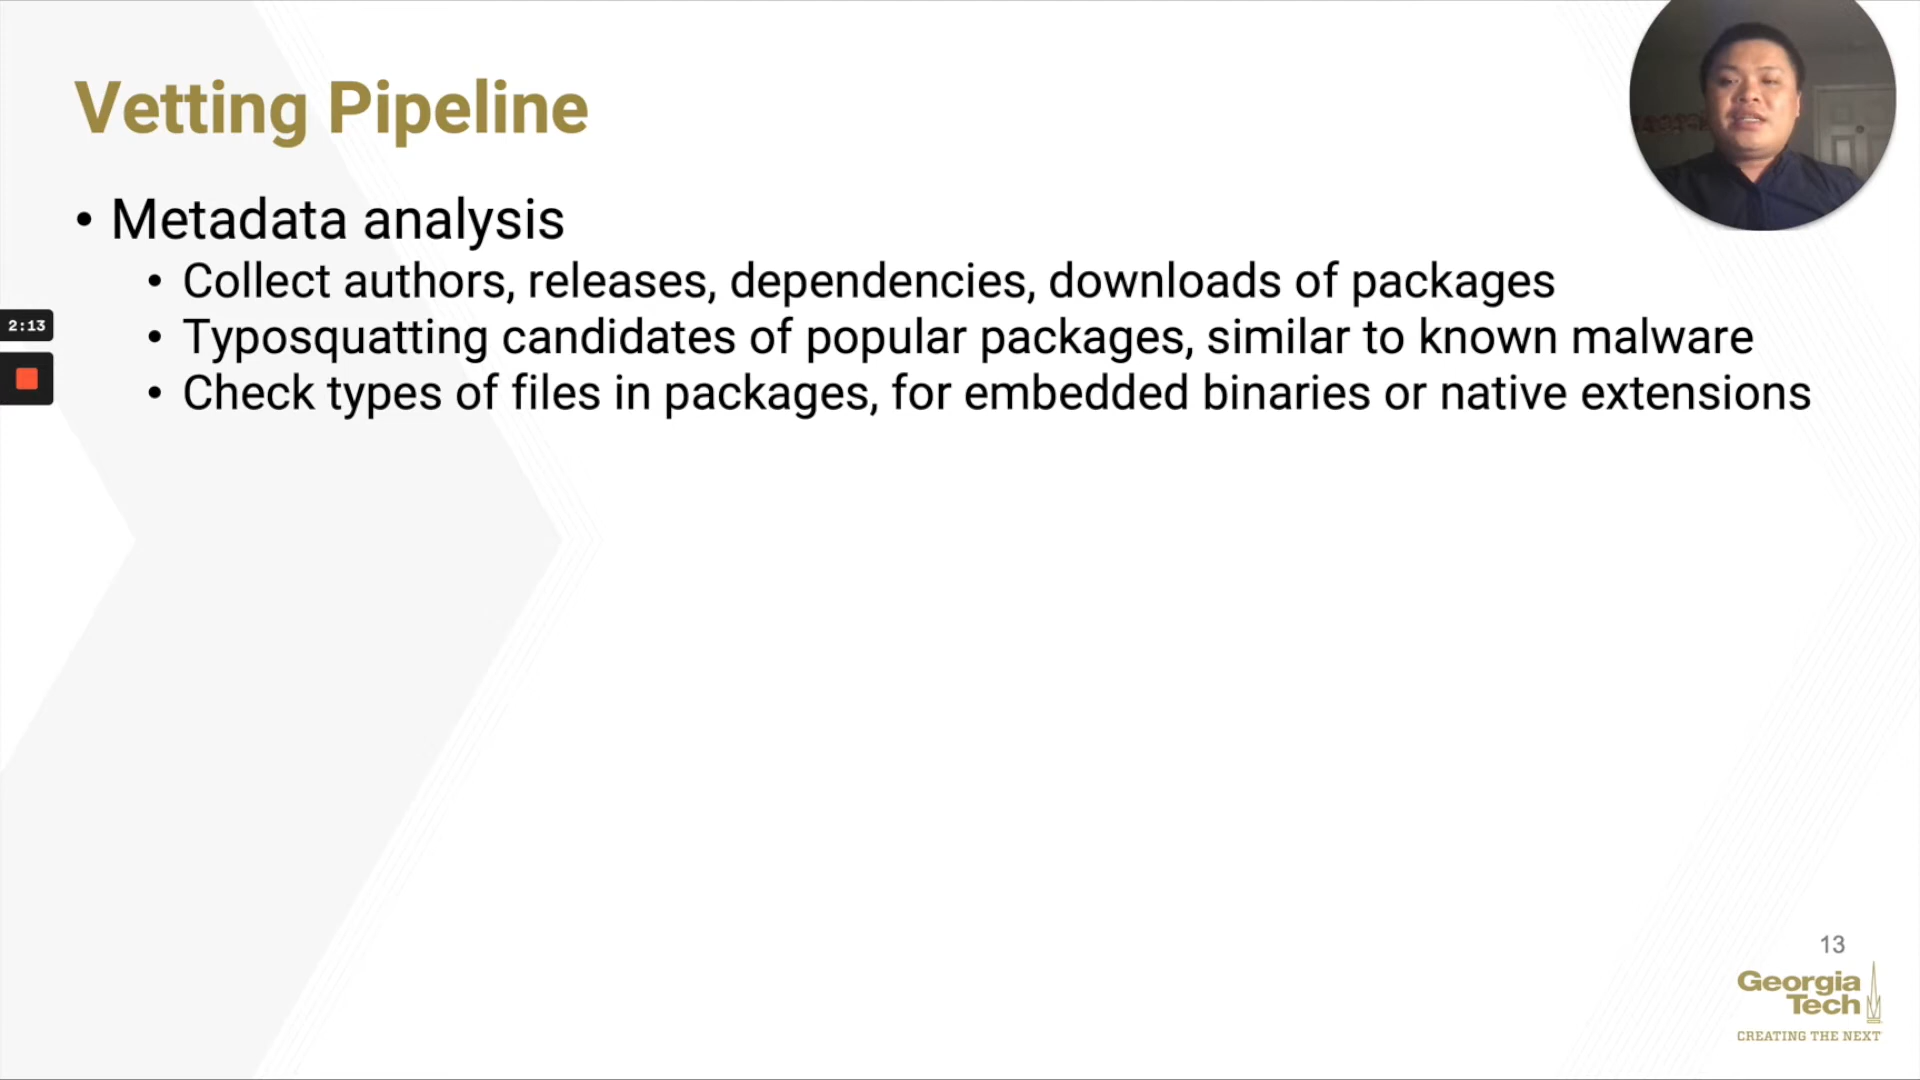 Vetting Pipeline
• Metadata analysis
• Collect authors, releases, dependencies, downloads of packages
2:13
• Typosquatting candidates of popular packages, similar to known malware
• Check types of files in packages, for embedded binaries or native extensions
13
Georgia
Tech
CREATING THE NEXT